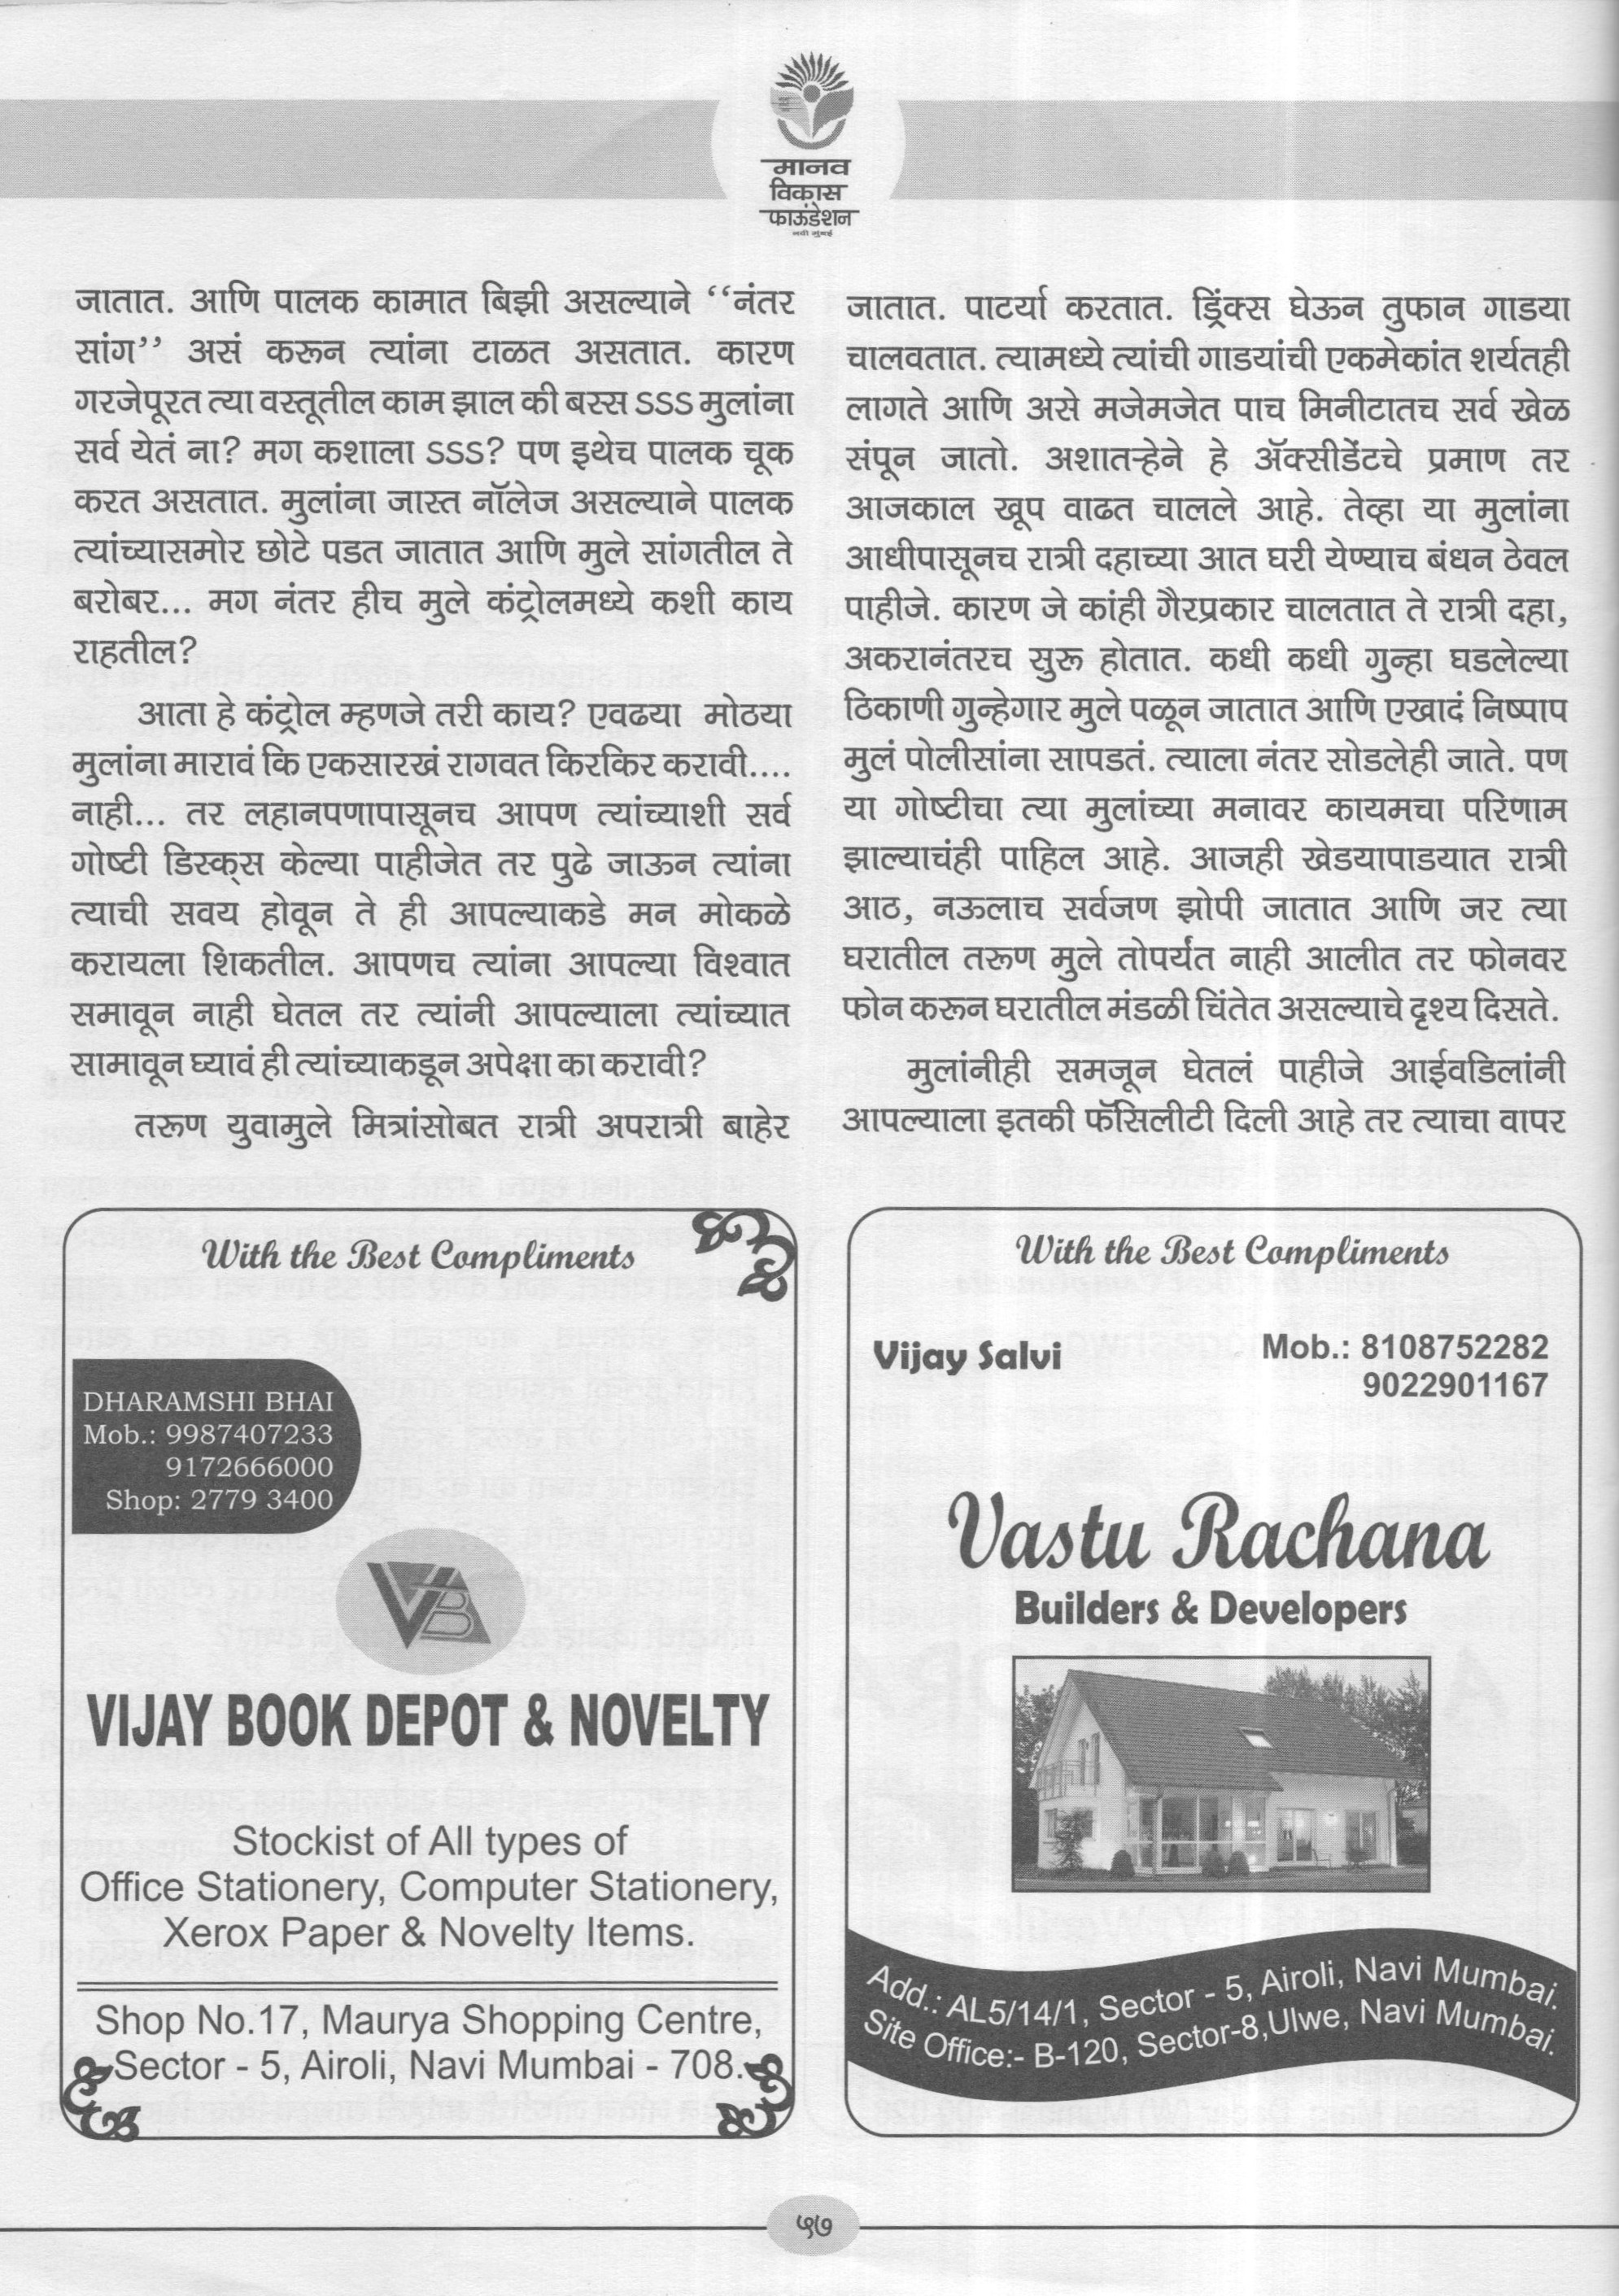 मानव
विकास
फाऊंडेशन
नवी मुंबई
जातात. आणि पालक कामात बिझी असल्याने ‘‘नंतर
सांग’’ असं करून त्यांना टाळत असतात. कारण
गरजेपूरत त्या वस्तूतील काम झाल की बस्स SSS मुलांना
सर्व येतं ना? मग कशाला SSS? पण इथेच पालक चूक
करत असतात. मुलांना जास्त नॉलेज असल्याने पालक
त्यांच्यासमोर छोटे पडत जातात आणि मुले सांगतील ते
बरोबर... मग नंतर हीच मुले कंट्रोलमध्ये कशी काय
राहतील?
आता हे कंट्रोल म्हणजे तरी काय? एवढया मोठया
मुलांना मारावं कि एकसारखं रागवत किरकिर करावी....
नाही... तर लहानपणापासूनच आपण त्यांच्याशी सर्व
गोष्टी डिस्क्स केल्या पाहीजेत तर पुढे जाऊन त्यांना
त्याची सवय होवून ते ही आपल्याकडे मन मोकळे
करायला शिकतील. आपणच त्यांना आपल्या विश्वात
समावून नाही घेतल तर त्यांनी आपल्याला त्यांच्यात
सामावून घ्यावं ही त्यांच्याकडून अपेक्षा का करावी?
तरूण युवामुले मित्रांसोबत रात्री अपरात्री बाहेर
जातात. पाटर्या करतात. ड्रिंक्स घेऊन तुफान गाडया
चालवतात. त्यामध्ये त्यांची गाडयांची एकमेकांत शर्यतही
लागते आणि असे मजेमजेत पाच मिनीटातच सर्व खेळ
संपून जातो. अशातऱ्हेने हे ॲक्सीडेंटचे प्रमाण तर
आजकाल खूप वाढत चालले आहे. तेव्हा या मुलांना
आधीपासूनच रात्री दहाच्या आत घरी येण्याच बंधन ठेवल
पाहीजे. कारण जे कांही गैरप्रकार चालतात ते रात्री दहा,
अकरानंतरच सुरू होतात. कधी कधी गुन्हा घडलेल्या
ठिकाणी गुन्हेगार मुले पळून जातात आणि एखादं निष्पाप
मुलं पोलीसांना सापडतं. त्याला नंतर सोडलेही जाते. पण
या गोष्टीचा त्या मुलांच्या मनावर कायमचा परिणाम
झाल्याचंही पाहिल आहे. आजही खेडयापाडयात रात्री
आठ, नऊलाच सर्वजण झोपी जातात आणि जर त्या
घरातील तरूण मुले तोपर्यंत नाही आलीत तर फोनवर
फोन करून घरातील मंडळी चिंतेत असल्याचे दृश्य दिसते.
मुलांनीही समजून घेतलं पाहीजे आईवडिलांनी
आपल्याला इतकी फॅसिलीटी दिली आहे तर त्याचा वापर
With the Best Compliments
DHARAMSHI BHAI
Mob.: 9987407233
9172666000
Shop: 2779 3400
VB
VIJAY BOOK DEPOT & NOVELTY
Stockist of All types of
Office Stationery, Computer Stationery,
Xerox Paper & Novelty Items.
Shop No.17, Maurya Shopping Centre,
Sector - 5, Airoli, Navi Mumbai - 708.
With the Best Compliments
Vijay Salvi
Mob.: 8108752282
9022901167
Vastu Rachana
Builders & Developers
Add.: AL5/14/1, Sector - 5, Airoli, Navi Mumbai.
Site Office:- B-120, Sector-8,Ulwe, Navi Mumbai.
५७